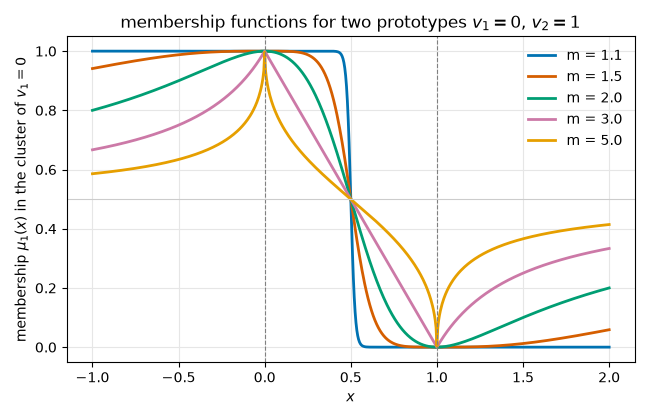 membership functions for two prototypes v₁ = 0, v₂ = 1
membership μ₁(x) in the cluster of v₁ = 0
1.0
0.8
0.6
0.4
0.2
0.0
m = 1.1
m = 1.5
m = 2.0
m = 3.0
m = 5.0
−1.0 −0.5 0.0 0.5 1.0 1.5 2.0
x